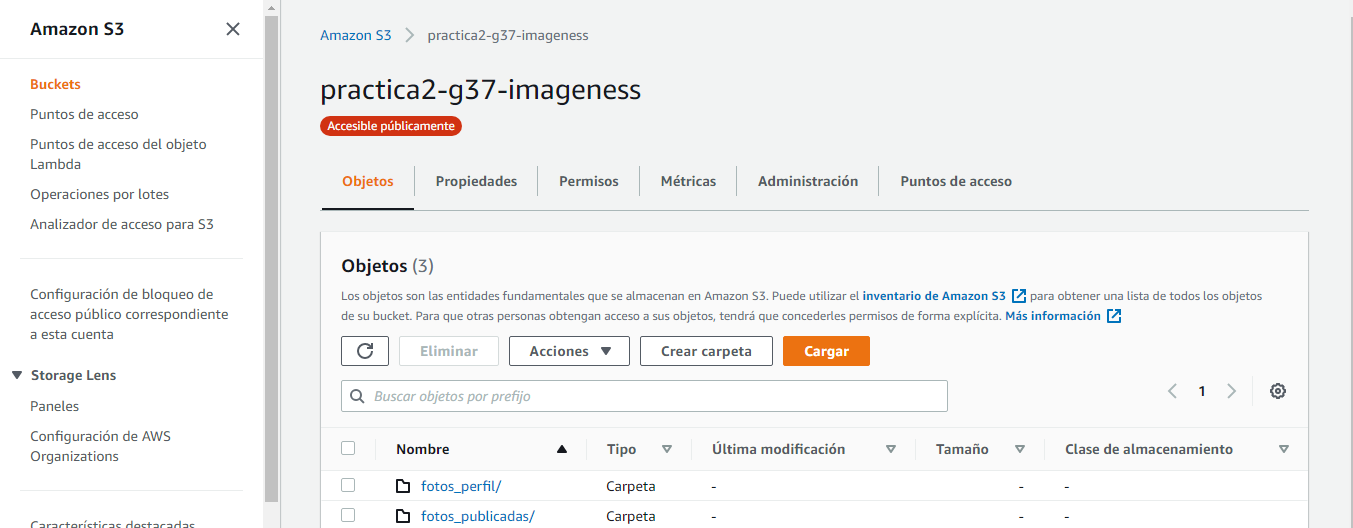 Amazon S3
Buckets
Puntos de acceso
Puntos de acceso del objeto
Lambda
Operaciones por lotes
Analizador de acceso para S3
Configuración de bloqueo de
acceso público correspondiente
a esta cuenta
Storage Lens
Paneles
Configuración de AWS
Organizations
Características destacadas
Amazon S3 practica2-g37-imageness
practica2-g37-imageness
Accesible públicamente
Objetos Propiedades Permisos Métricas Administración Puntos de acceso
Objetos (3)
Los objetos son las entidades fundamentales que se almacenan en Amazon S3. Puede utilizar el inventario de Amazon S3 para obtener una lista de todos los objetos
de su bucket. Para que otras personas obtengan acceso a sus objetos, tendrá que concederles permisos de forma explícita. Más información
Eliminar Acciones Crear carpeta Cargar
Buscar objetos por prefijo 1
Nombre Tipo Última modificación Tamaño Clase de almacenamiento
fotos_perfil/ Carpeta - - -
fotos_publicadas/ Carpeta - - -